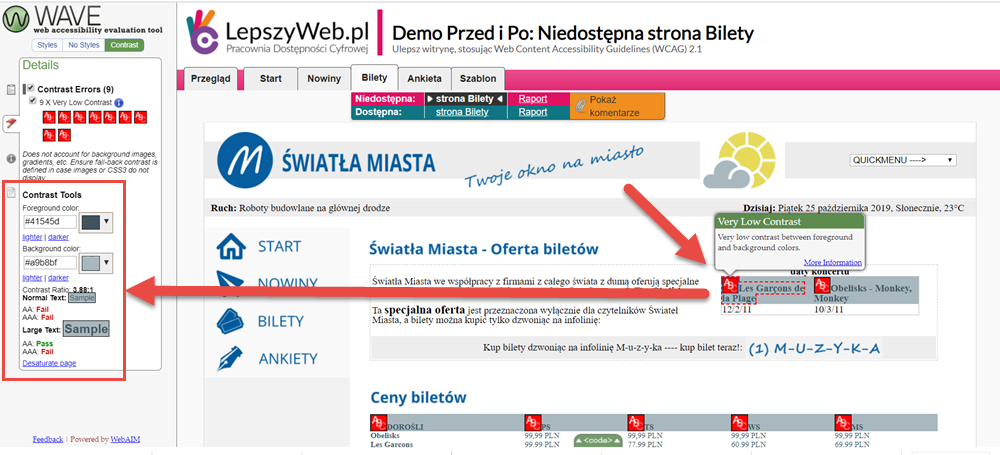 WAVE
web accessibility evaluation tool
Styles No Styles Contrast
Details
Contrast Errors (9)
9 X Very Low Contrast
Does not account for background images,
gradients, etc. Ensure fall-back contrast is
defined in case images or CSS3 do not
display.
Contrast Tools
Foreground color:
#41545d
lighter | darker
Background color:
#a9b8bf
lighter | darker
Contrast Ratio: 3.88:1
Normal Text: Sample
AA: Fail
AAA: Fail
Large Text: Sample
AA: Pass
AAA: Fail
Desaturate page
Feedback | Powered by WebAIM
LepszyWeb.pl
Pracownia Dostępności Cyfrowej
Demo Przed i Po: Niedostępna strona Bilety
Ulepsz witrynę, stosując Web Content Accessibility Guidelines (WCAG) 2.1
Przegląd Start Nowiny Bilety Ankieta Szablon
Niedostępna: strona Bilety Raport
Dostępna: strona Bilety Raport
Pokaż
komentarze
ŚWIATŁA MIASTA
Twoje okno na miasto
QUICKMENU ---->
Ruch: Roboty budowlane na głównej drodze
Dzisiaj: Piątek 25 października 2019, Słonecznie, 23°C
START
NOWINY
BILETY
ANKIETY
Światła Miasta - Oferta biletów
Światła Miasta we współpracy z firmami z całego świata z dumą oferują specjalne
Ta specjalna oferta jest przeznaczona wyłącznie dla czytelników Świateł
Miasta, a bilety można kupić tylko dzwoniąc na infolinię:
Very Low Contrast
Very low contrast between foreground
and background colors.
More Information
daty koncertu
Les Garçons de
la Plage
Obelisks - Monkey,
Monkey
12/2/11 10/3/11
Kup bilety dzwoniąc na infolinię M-u-z-y-ka ---- kup bilet teraz!: (1) M-U-Z-Y-K-A
Ceny biletów
DOROŚLI PS TS WS MS
Obelisks 99,99 PLN 99,99 PLN 99,99 PLN 99,99 PLN
Les Garcons 99.99 PLN 77.99 PLN 60.99 PLN 69.99 PLN
<code>